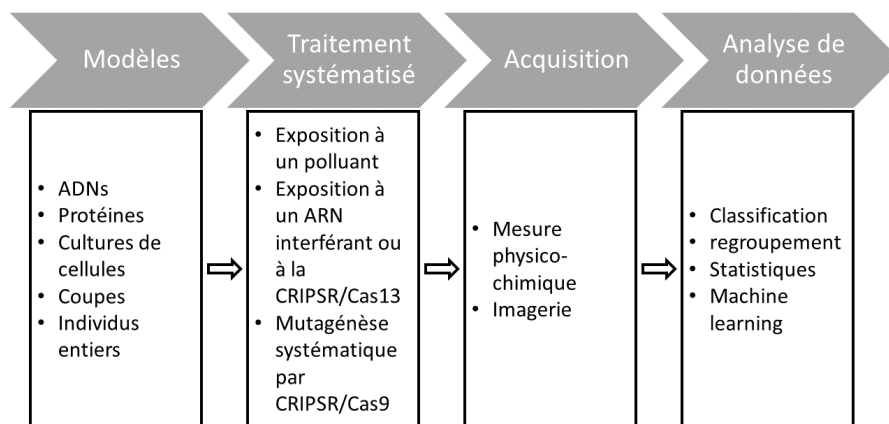 Modèles
Traitement
systématisé
Acquisition
Analyse de
données
• ADNs
• Protéines
• Cultures de
cellules
• Coupes
• Individus
entiers
• Exposition à
un polluant
• Exposition à
un ARN
interférant ou
à la
CRIPSR/Cas13
• Mutagénèse
systématique
par
CRIPSR/Cas9
• Mesure
physico-
chimique
• Imagerie
• Classification
• regroupement
• Statistiques
• Machine
learning